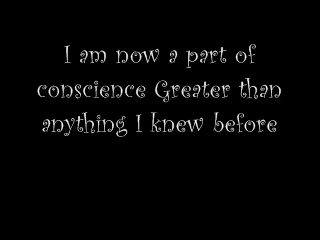 I am now a part of
conscience Greater than
anything I knew before